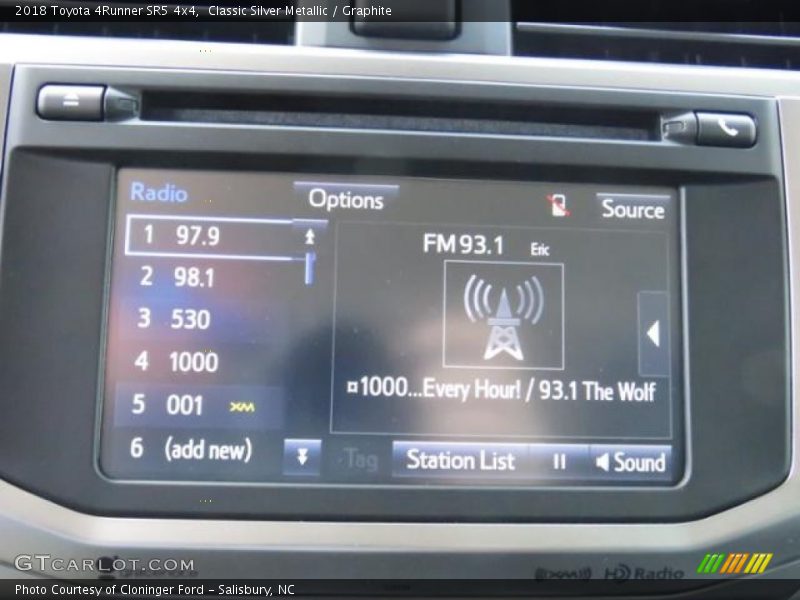 2018 Toyota 4Runner SR5 4x4,  Classic Silver Metallic / Graphite
Radio
Options
Source
1 97.9
2 98.1
3 530
4 1000
5 001 XM
6 (add new)
FM 93.1 Eric
¤1000...Every Hour! / 93.1 The Wolf
Tag
Station List
Sound
GTCARLOT.COM
HD Radio
Photo Courtesy of Cloninger Ford - Salisbury, NC